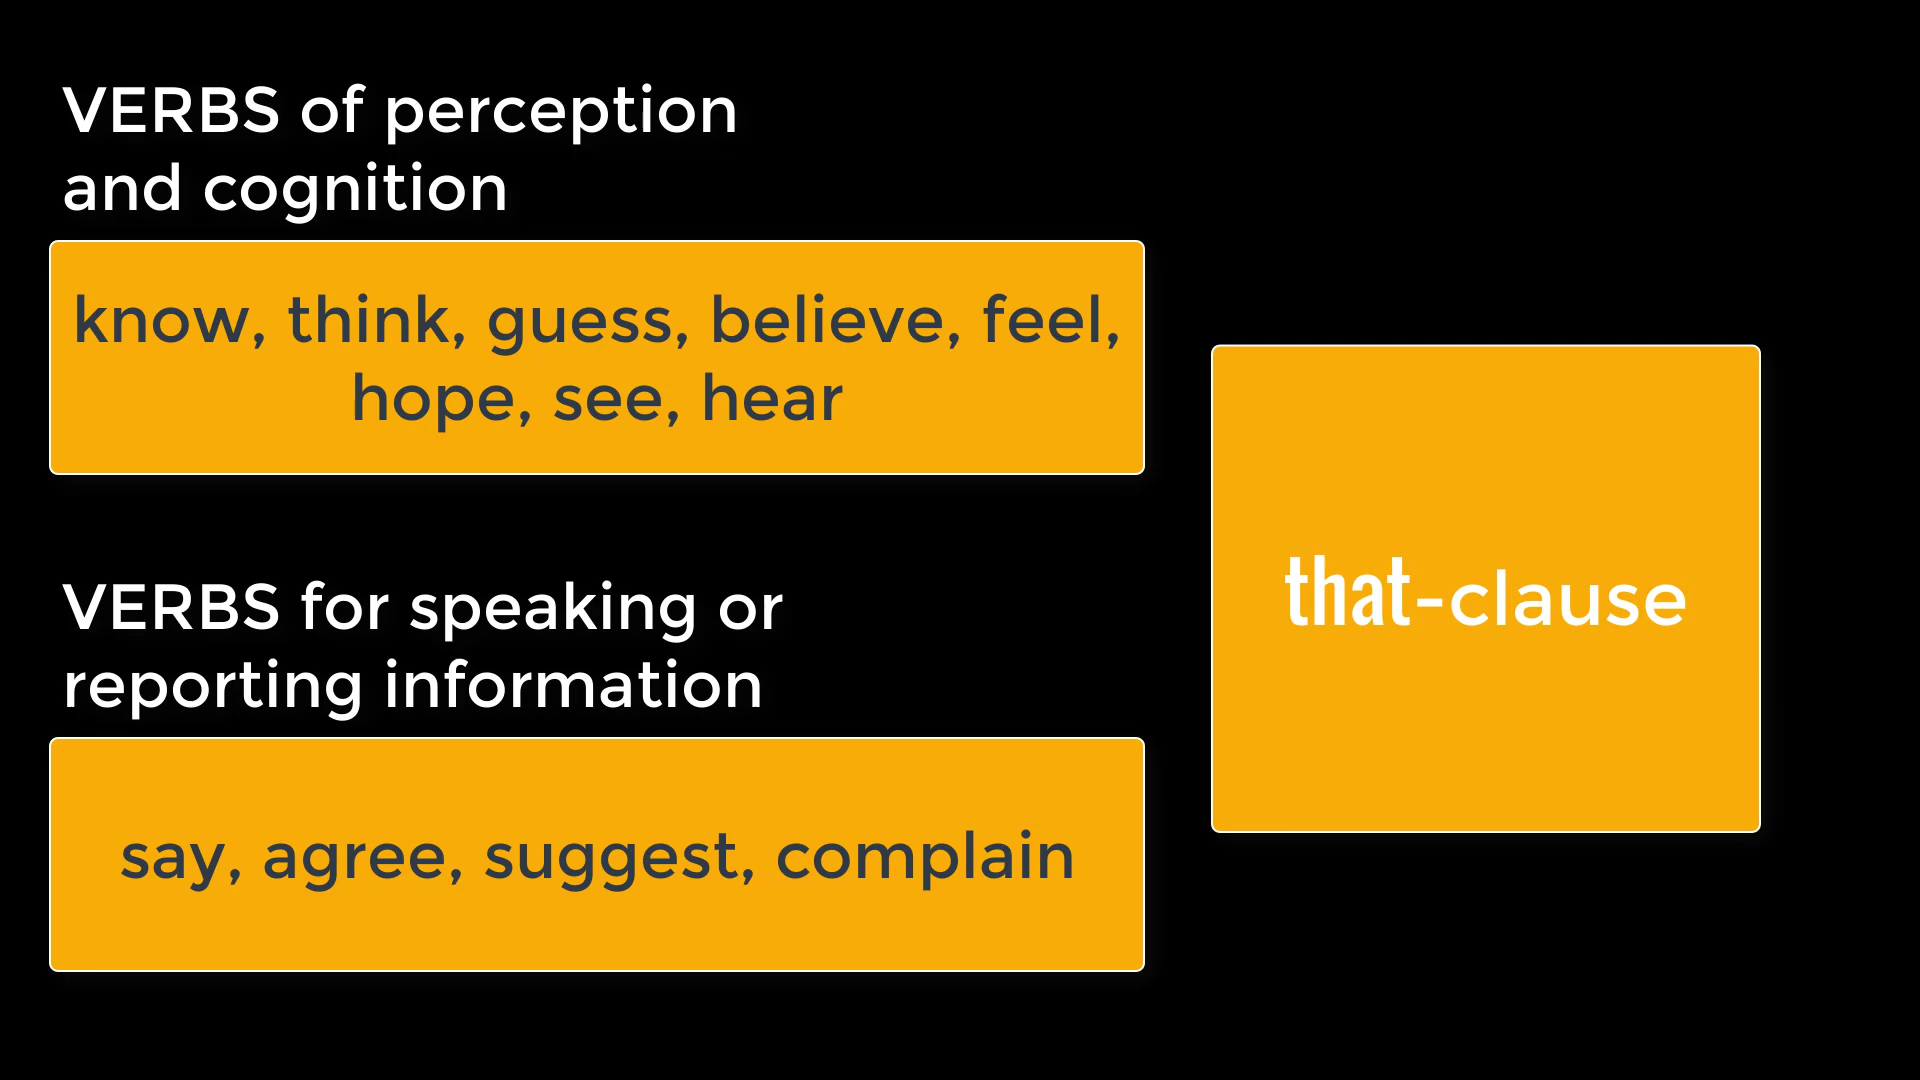 VERBS of perception
and cognition
know, think, guess, believe, feel,
hope, see, hear
VERBS for speaking or
reporting information
say, agree, suggest, complain
that-clause